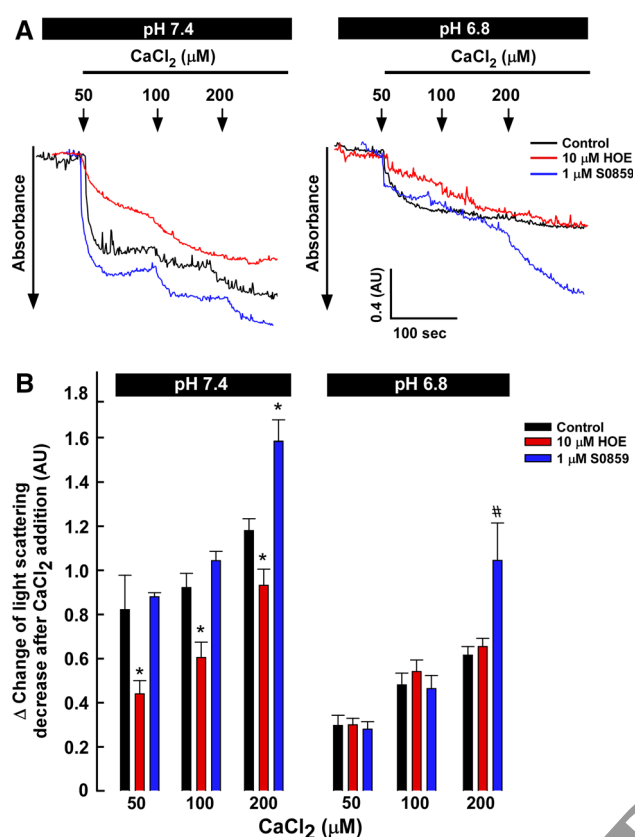 A
pH 7.4
pH 6.8
CaCl₂ (μM)
CaCl₂ (μM)
50 100 200
50 100 200
Control
10 μM HOE
1 μM S0859
Absorbance
Absorbance
0.4 (AU)
100 sec
B
pH 7.4
pH 6.8
1.8
1.6
1.2
1.0
0.8
0.6
0.4
0.2
0
Δ Change of light scattering
decrease after CaCl₂ addition (AU)
Control
10 μM HOE
1 μM S0859
* * * *
#
50 100 200
50 100 200
CaCl₂ (μM)